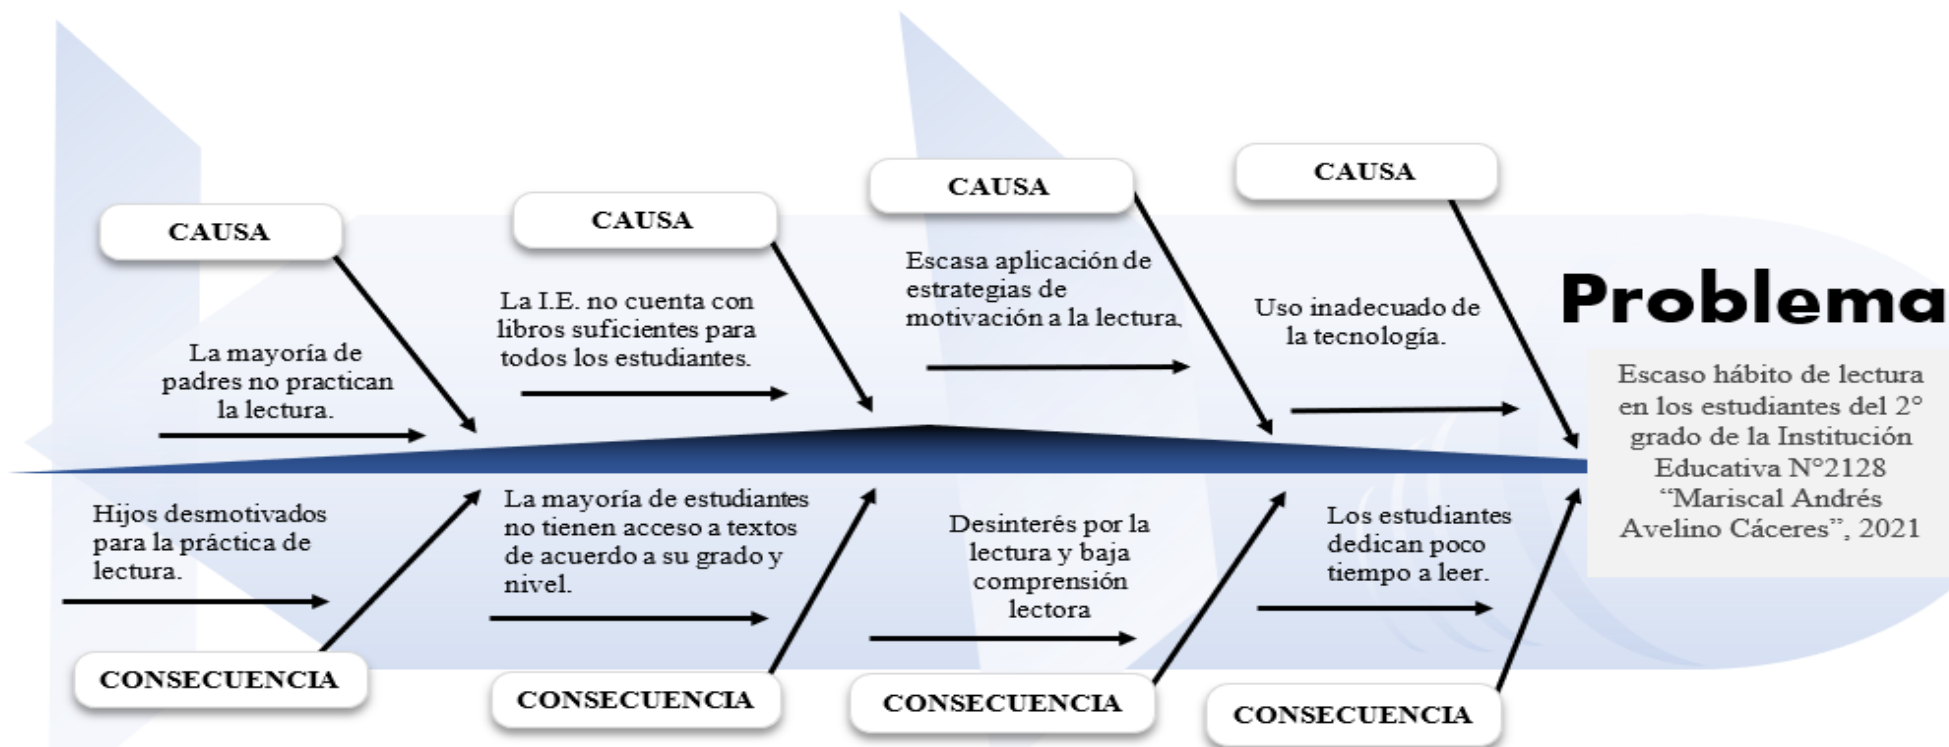 CAUSA
La mayoría de
padres no practican
la lectura.
CAUSA
La I.E. no cuenta con
libros suficientes para
todos los estudiantes.
CAUSA
Escasa aplicación de
estrategias de
motivación a la lectura.
CAUSA
Uso inadecuado de
la tecnología.
Problema
Escaso hábito de lectura
en los estudiantes del 2°
grado de la Institución
Educativa N°2128
“Mariscal Andrés
Avelino Cáceres”, 2021
Hijos desmotivados
para la práctica de
lectura.
CONSECUENCIA
La mayoría de estudiantes
no tienen acceso a textos
de acuerdo a su grado y
nivel.
CONSECUENCIA
Desinterés por la
lectura y baja
comprensión
lectora
CONSECUENCIA
Los estudiantes
dedican poco
tiempo a leer.
CONSECUENCIA